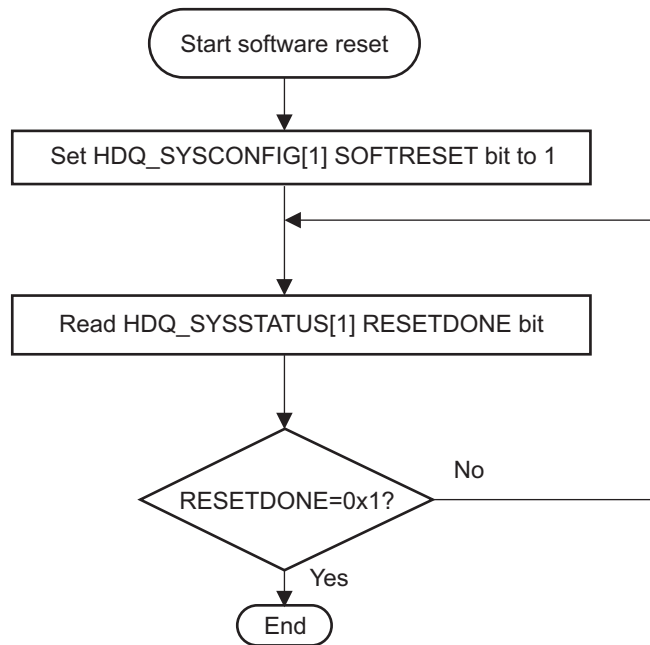 Start software reset
Set HDQ_SYSCONFIG[1] SOFTRESET bit to 1
Read HDQ_SYSSTATUS[1] RESETDONE bit
No
RESETDONE=0x1?
Yes
End